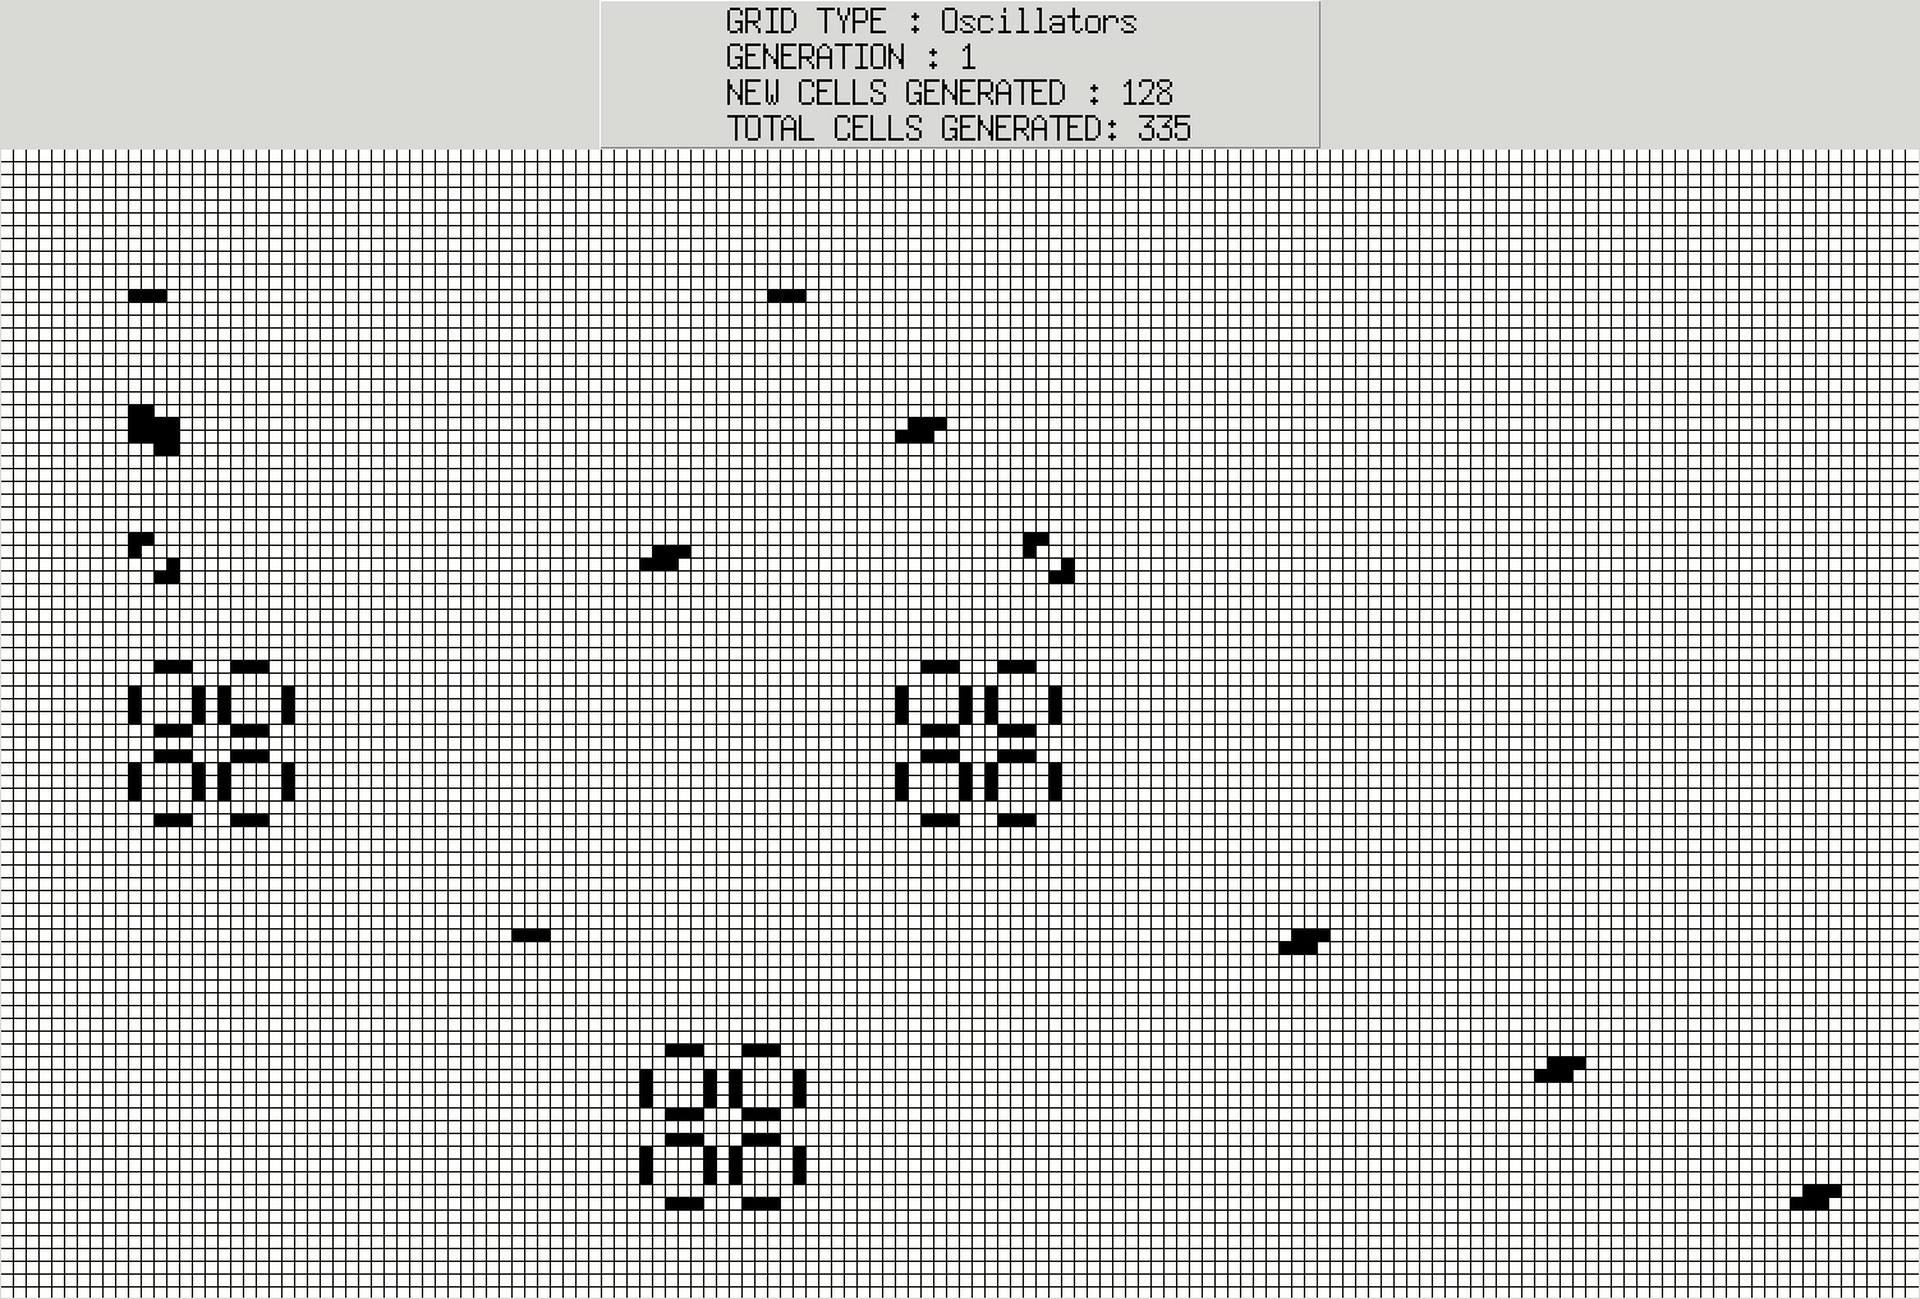 GRID TYPE : Oscillators
GENERATION : 1
NEW CELLS GENERATED : 128
TOTAL CELLS GENERATED: 335